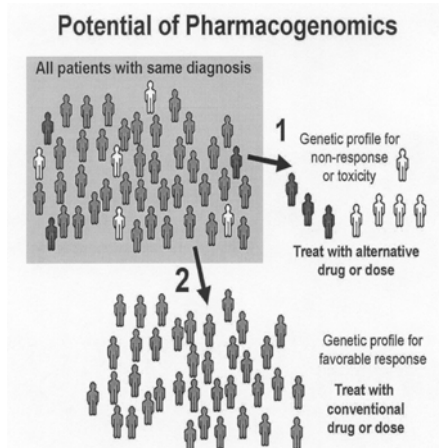 Potential of Pharmacogenomics
All patients with same diagnosis
1
Genetic profile for
non-response
or toxicity
Treat with alternative
drug or dose
2
Genetic profile for
favorable response
Treat with
conventional
drug or dose